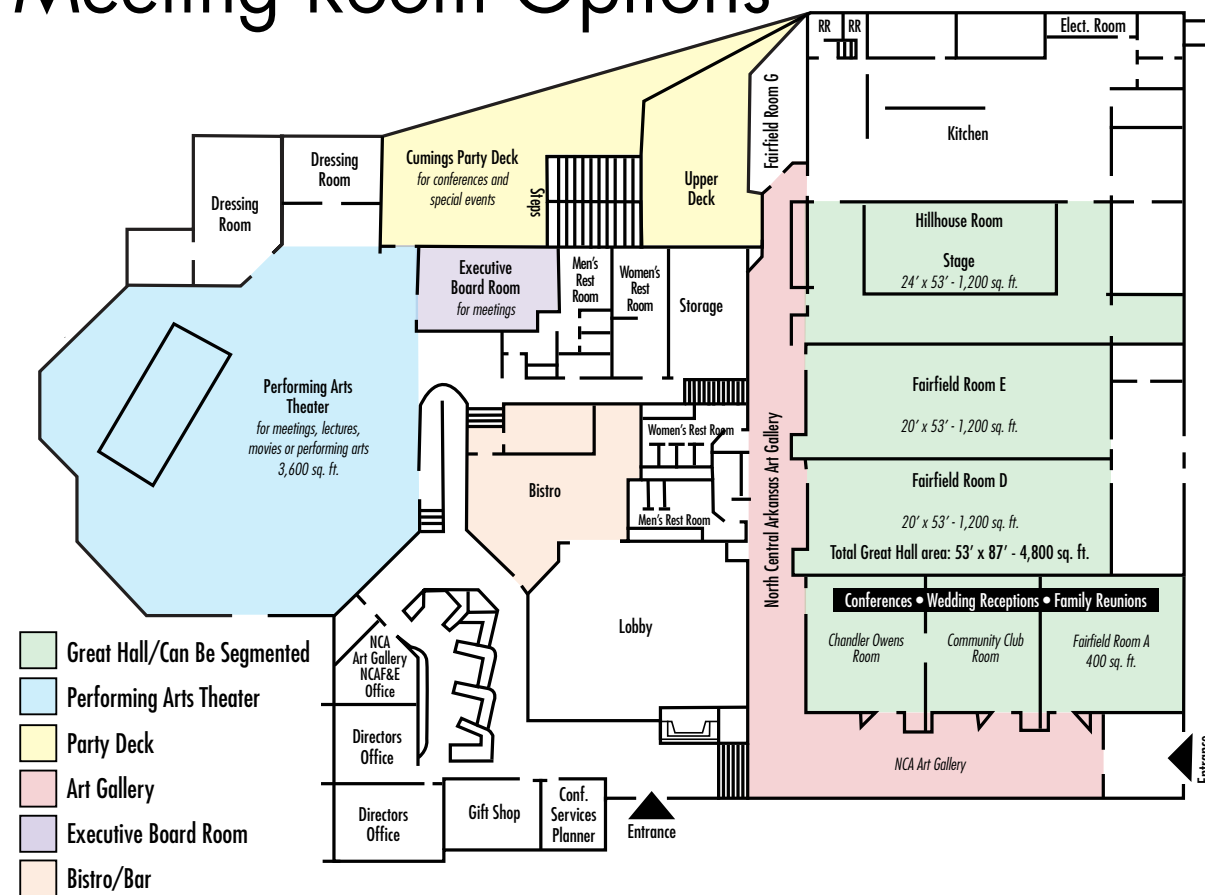 Meeting Room Options
RR
RR
Elect. Room
Fairfield Room G
Kitchen
Dressing
Room
Dressing
Room
Cumings Party Deck
for conferences and
special events
Steps
Upper
Deck
Hillhouse Room
Stage
24' x 53' - 1,200 sq. ft.
Executive
Board Room
for meetings
Men's
Rest
Room
Women's
Rest
Room
Storage
Performing Arts
Theater
for meetings, lectures,
movies or performing arts
3,600 sq. ft.
Fairfield Room E
20' x 53' - 1,200 sq. ft.
Women's Rest Room
North Central Arkansas Art Gallery
Bistro
Men's Rest Room
Fairfield Room D
20' x 53' - 1,200 sq. ft.
Total Great Hall area: 53' x 87' - 4,800 sq. ft.
Conferences • Wedding Receptions • Family Reunions
Chandler Owens
Room
Community Club
Room
Fairfield Room A
400 sq. ft.
Lobby
NCA
Art Gallery
NCAF&E
Office
Directors
Office
Directors
Office
Gift Shop
Conf.
Services
Planner
Entrance
NCA Art Gallery
Entrance
Great Hall/Can Be Segmented
Performing Arts Theater
Party Deck
Art Gallery
Executive Board Room
Bistro/Bar